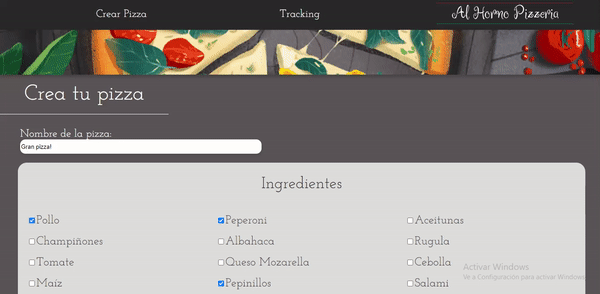 Crear Pizza Tracking Al Horno Pizzeria
Crea tu pizza
Nombre de la pizza:
Gran pizza!
Ingredientes
Pollo Peperoni Aceitunas
Champiñones Albahaca Rugula
Tomate Queso Mozarella Cebolla
Maíz Pepinillos Salami
Activar Windows
Ve a Configuración para activar Windows.